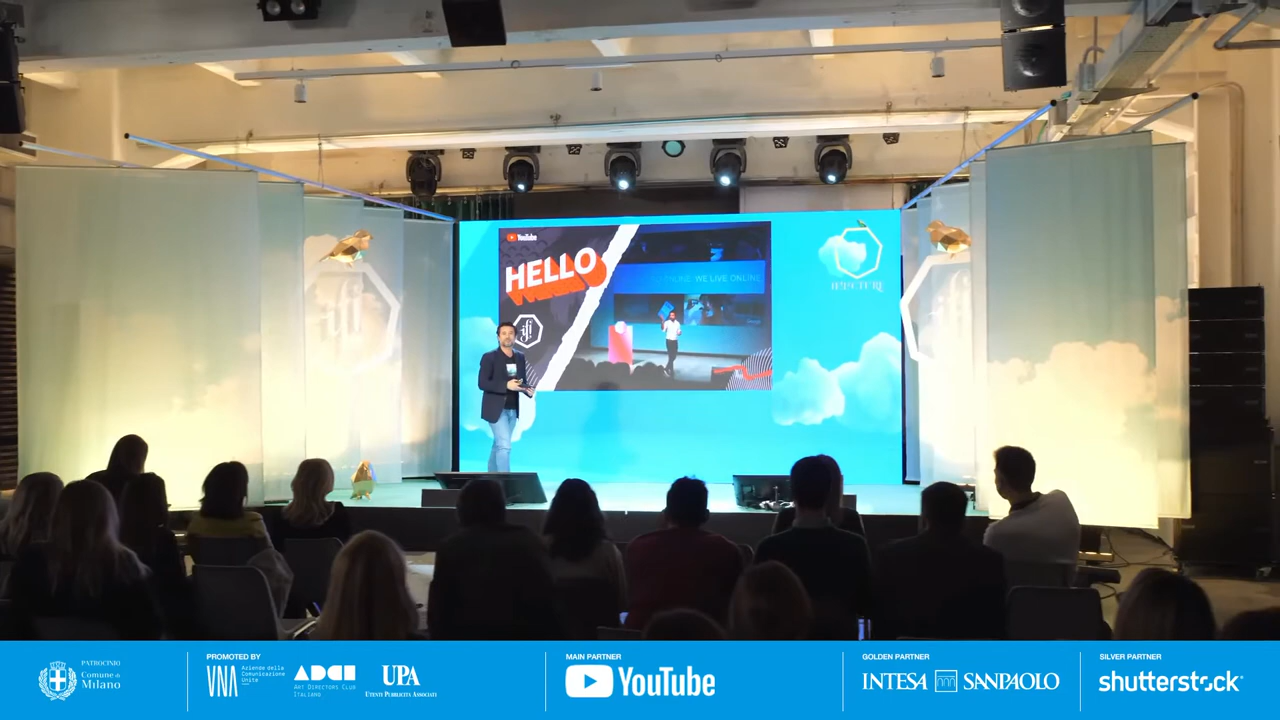 YouTube
HELLO
WE LIVE ONLINE
if!
PATROCINIO
Comune di
Milano
PROMOTED BY
UNA
Aziende della
Comunicazione
Unite
ADCI
ART DIRECTORS CLUB
ITALIANO
UPA
UTENTI PUBBLICITÀ ASSOCIATI
MAIN PARTNER
YouTube
GOLDEN PARTNER
INTESA SANPAOLO
SILVER PARTNER
shutterstock